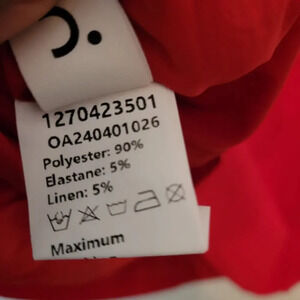 1270423501
OA240401026
Polyester: 90%
Elastane: 5%
Linen: 5%
Maximum